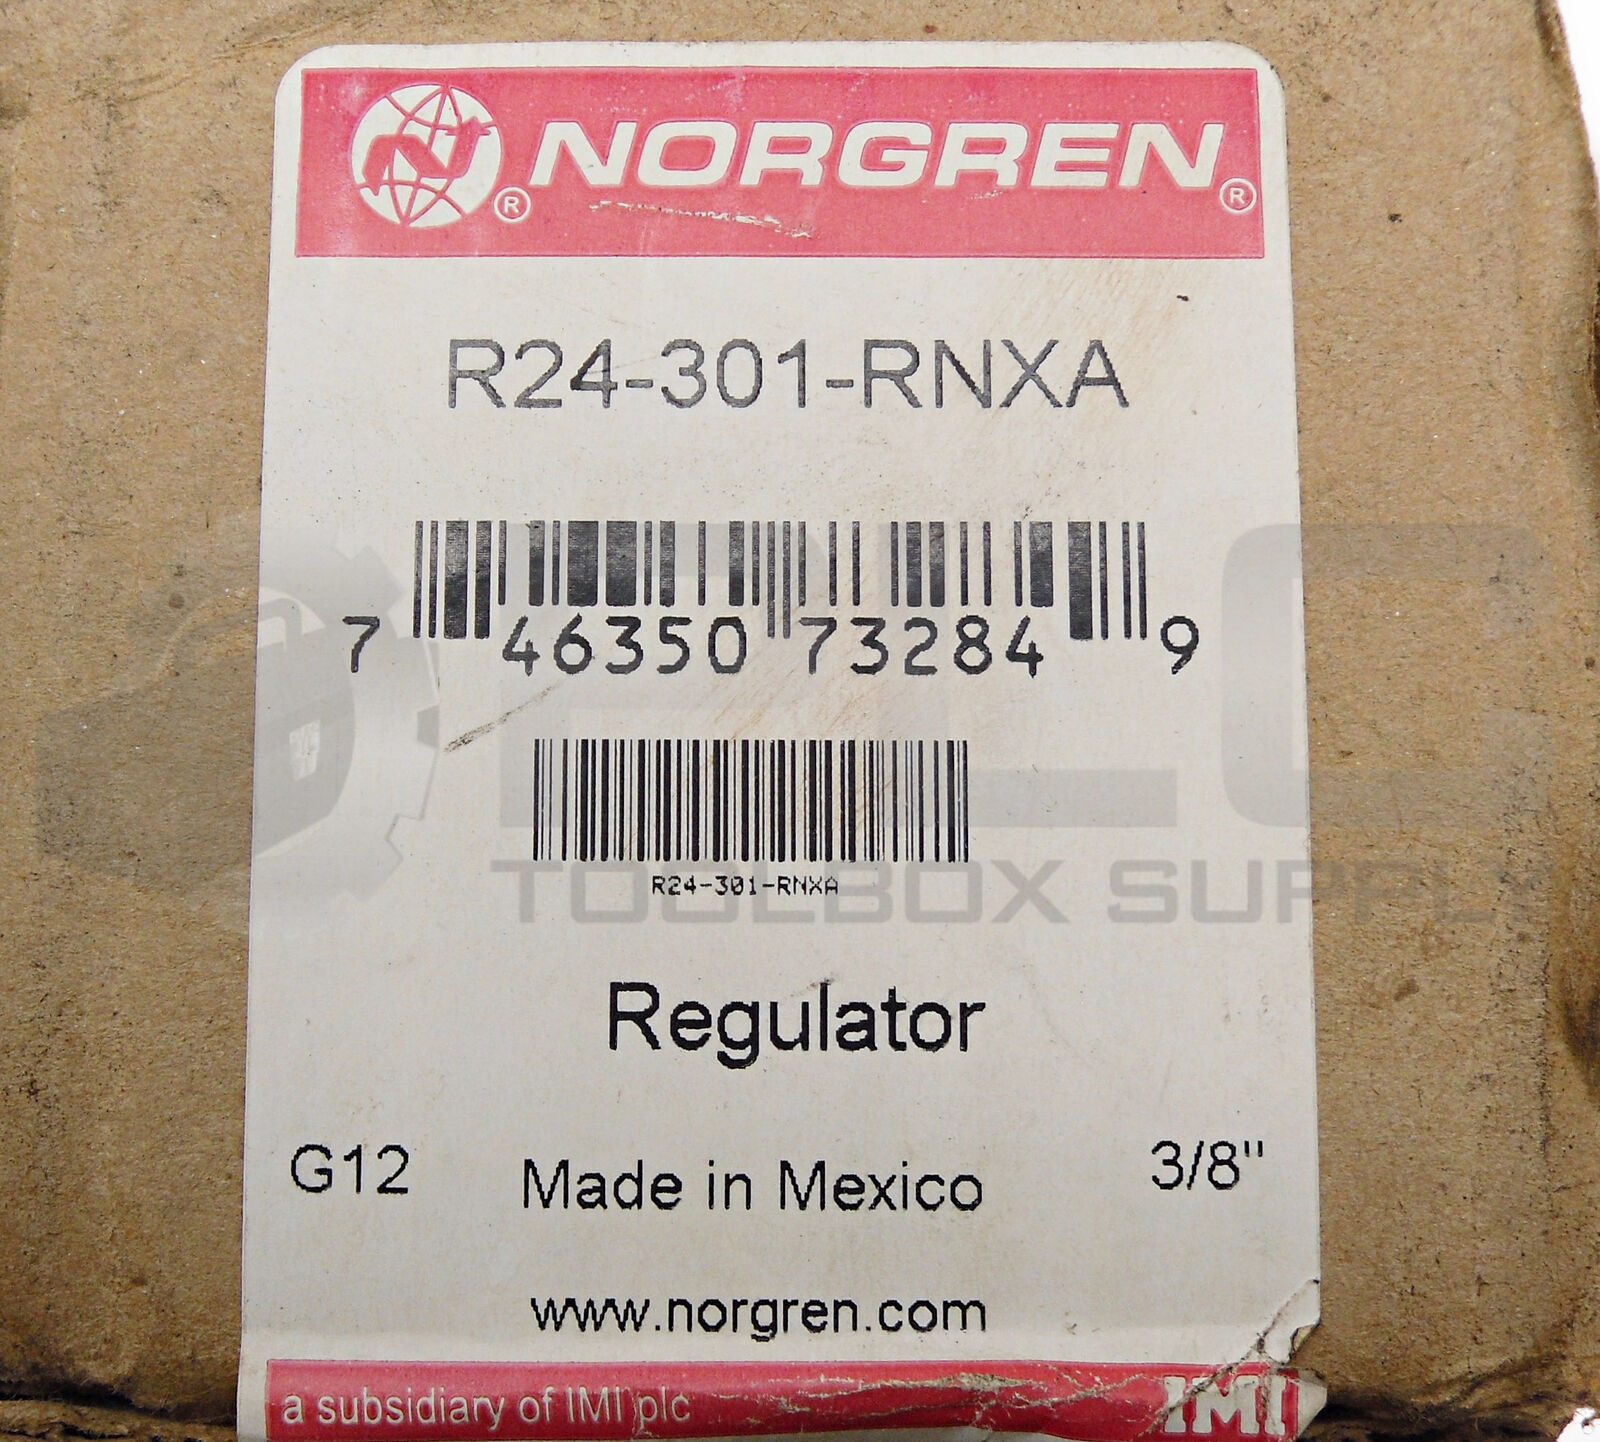 NORGREN
R24-301-RNXA
7 46350 73284 9
R24-301-RNXA
PLC
TOOLBOX SUPPLY
Regulator
G12 Made in Mexico 3/8"
www.norgren.com
a subsidiary of IMI plc IMI